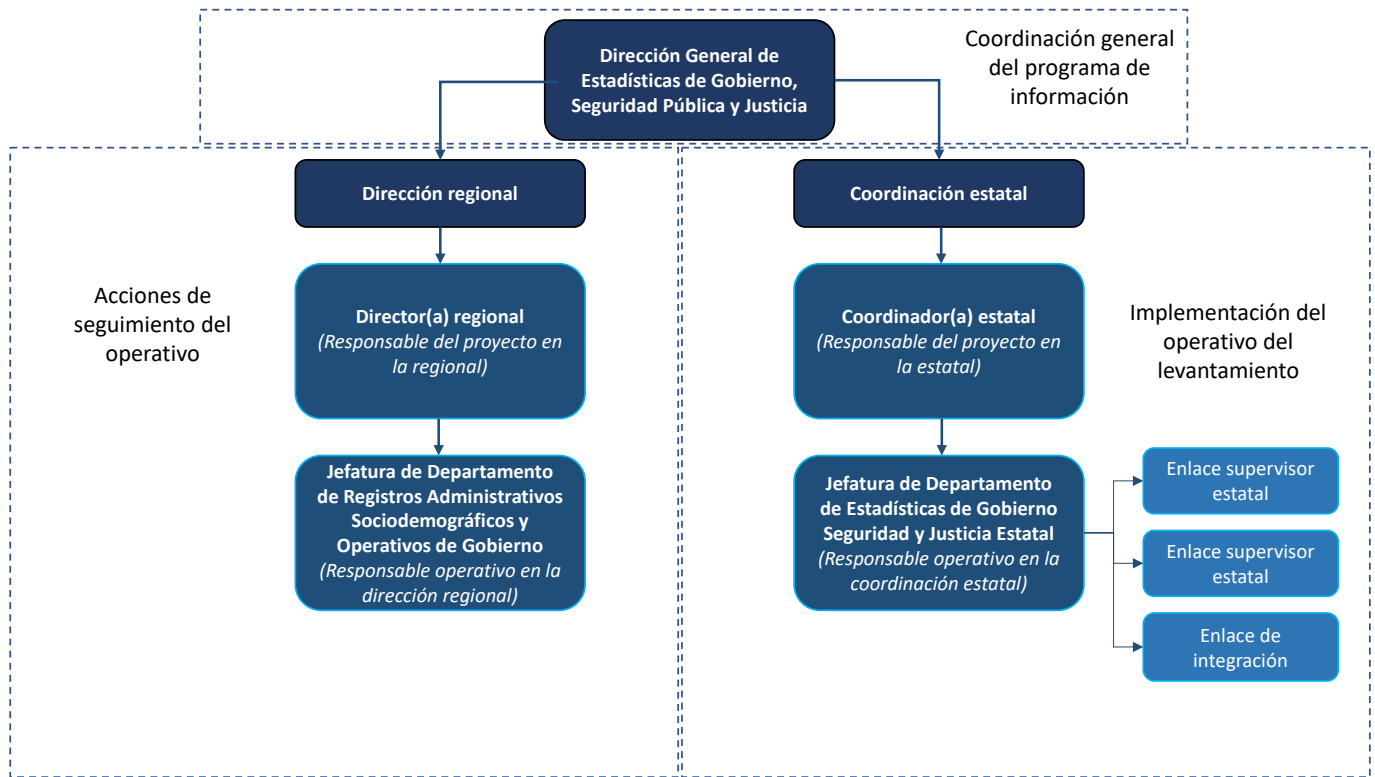 Dirección General de
Estadísticas de Gobierno,
Seguridad Pública y Justicia
Coordinación general
del programa de
información
Dirección regional
Coordinación estatal
Acciones de
seguimiento del
operativo
Director(a) regional
(Responsable del proyecto en
la regional)
Coordinador(a) estatal
(Responsable del proyecto en
la estatal)
Implementación del
operativo del
levantamiento
Jefatura de Departamento
de Registros Administrativos
Sociodemográficos y
Operativos de Gobierno
(Responsable operativo en la
dirección regional)
Jefatura de Departamento
de Estadísticas de Gobierno
Seguridad y Justicia Estatal
(Responsable operativo en la
coordinación estatal)
Enlace supervisor
estatal
Enlace supervisor
estatal
Enlace de
integración